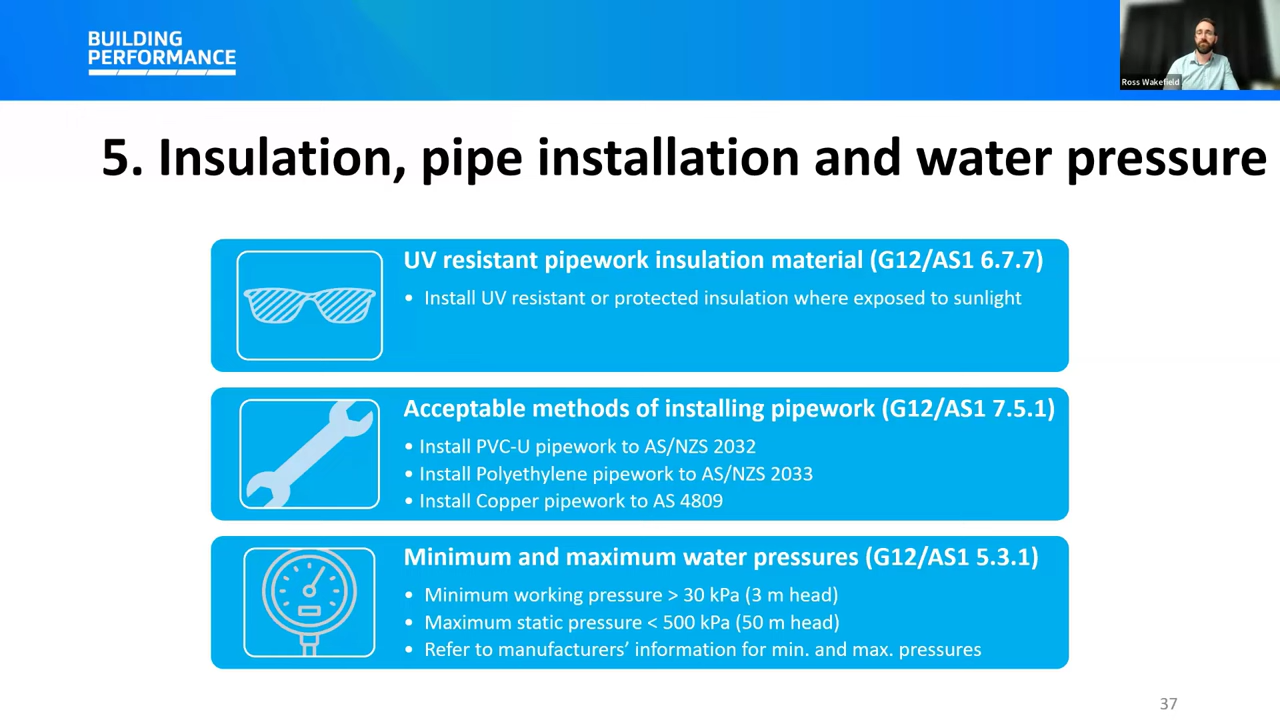 BUILDING
PERFORMANCE
Ross Wakefield
5. Insulation, pipe installation and water pressure
UV resistant pipework insulation material (G12/AS1 6.7.7)
• Install UV resistant or protected insulation where exposed to sunlight
Acceptable methods of installing pipework (G12/AS1 7.5.1)
• Install PVC-U pipework to AS/NZS 2032
• Install Polyethylene pipework to AS/NZS 2033
• Install Copper pipework to AS 4809
Minimum and maximum water pressures (G12/AS1 5.3.1)
• Minimum working pressure > 30 kPa (3 m head)
• Maximum static pressure < 500 kPa (50 m head)
• Refer to manufacturers’ information for min. and max. pressures
37